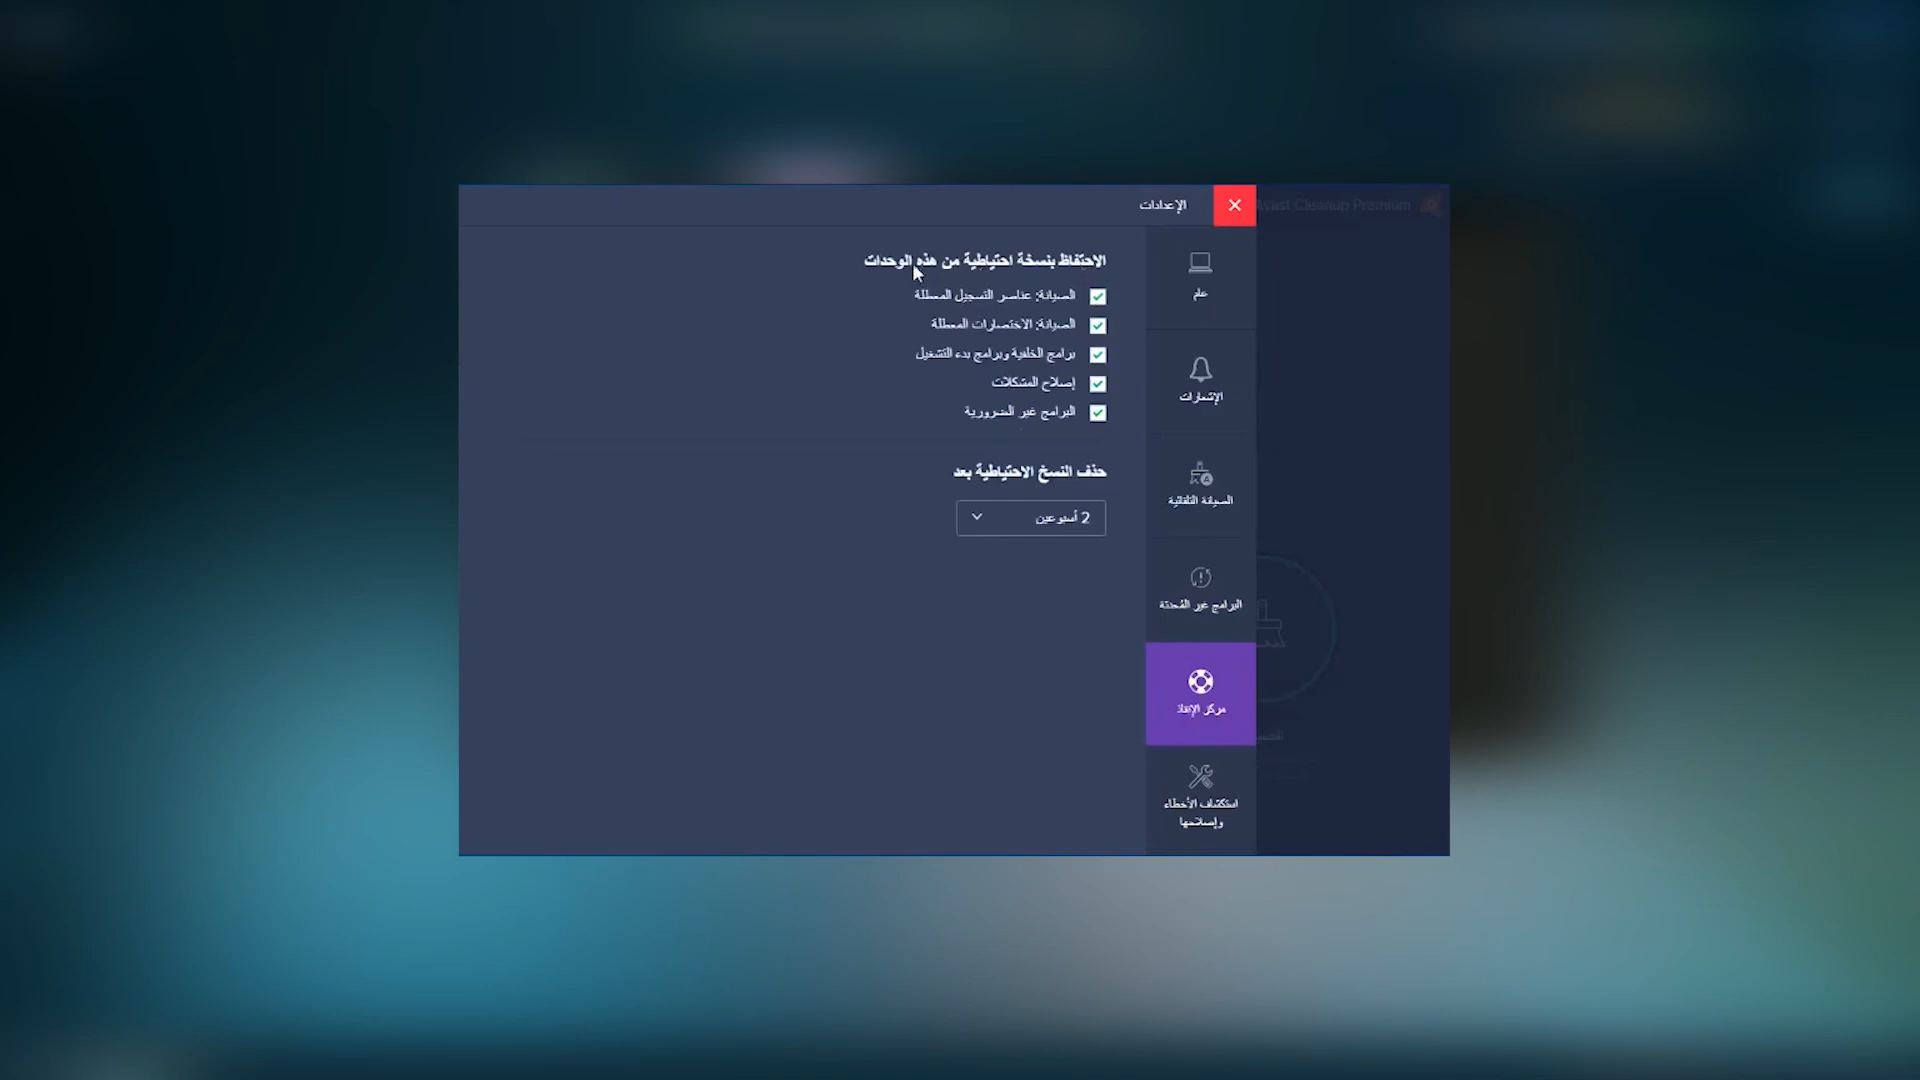 الإعدادات
Avast Cleanup Premium
الاحتفاظ بنسخة احتياطية من هذه الوحدات
الصيانة: عناصر التسجيل المعطلة
الصيانة: الاختصارات المعطلة
برامج الخلفية وبرامج بدء التشغيل
إصلاح المشكلات
البرامج غير الضرورية
حذف النسخ الاحتياطية بعد
2 أسبوعين
عام
الإشعارات
الصيانة التلقائية
البرامج غير المُحدثة
مركز الإنقاذ
استكشاف الأخطاء
وإصلاحها